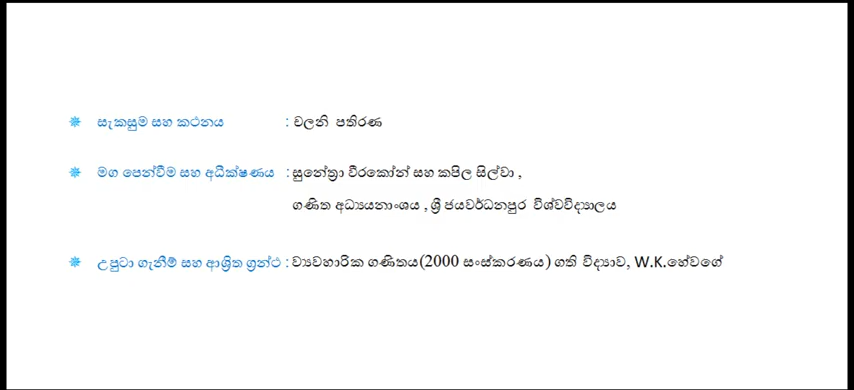 සැකසුම සහ කථනය : චලනි පතිරණ
මග පෙන්වීම සහ අධීක්ෂණය : සුනේත්‍රා වීරකෝන් සහ කපිල සිල්වා ,
ගණිත අධ්‍යයනාංශය , ශ්‍රී ජයවර්ධනපුර විශ්වවිද්‍යාලය
උපුටා ගැනීම් සහ ආශ්‍රිත ග්‍රන්ථ : ව්‍යවහාරික ගණිතය(2000 සංස්කරණය) ගති විද්‍යාව, W.K.හේවගේ